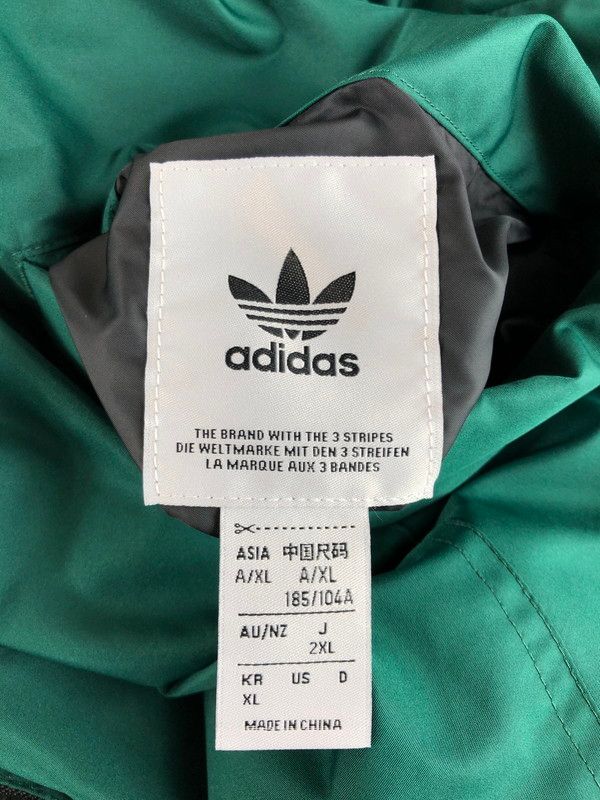 adidas
THE BRAND WITH THE 3 STRIPES
DIE WELTMARKE MIT DEN 3 STREIFEN
LA MARQUE AUX 3 BANDES
ASIA 中国尺码
A/XL A/XL
185/104A
AU/NZ J
2XL
KR US D
XL
MADE IN CHINA